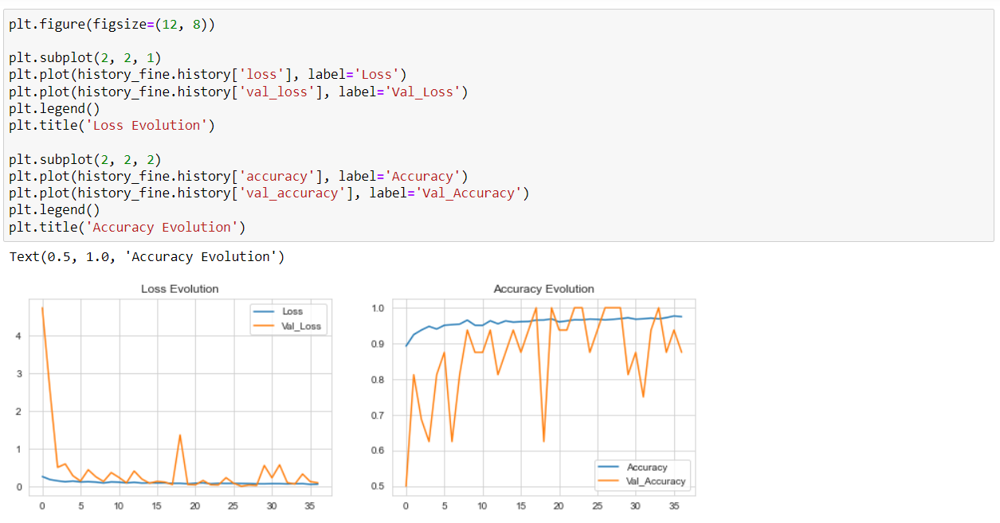 plt.figure(figsize=(12, 8))
plt.subplot(2, 2, 1)
plt.plot(history_fine.history['loss'], label='Loss')
plt.plot(history_fine.history['val_loss'], label='Val_Loss')
plt.legend()
plt.title('Loss Evolution')
plt.subplot(2, 2, 2)
plt.plot(history_fine.history['accuracy'], label='Accuracy')
plt.plot(history_fine.history['val_accuracy'], label='Val_Accuracy')
plt.legend()
plt.title('Accuracy Evolution')
Text(0.5, 1.0, 'Accuracy Evolution')
Loss Evolution
Loss
Val_Loss
4
3
2
1
0
0 5 10 15 20 25 30 35
Accuracy Evolution
1.0
0.9
0.8
0.7
0.6
0.5
Accuracy
Val_Accuracy
0 5 10 15 20 25 30 35